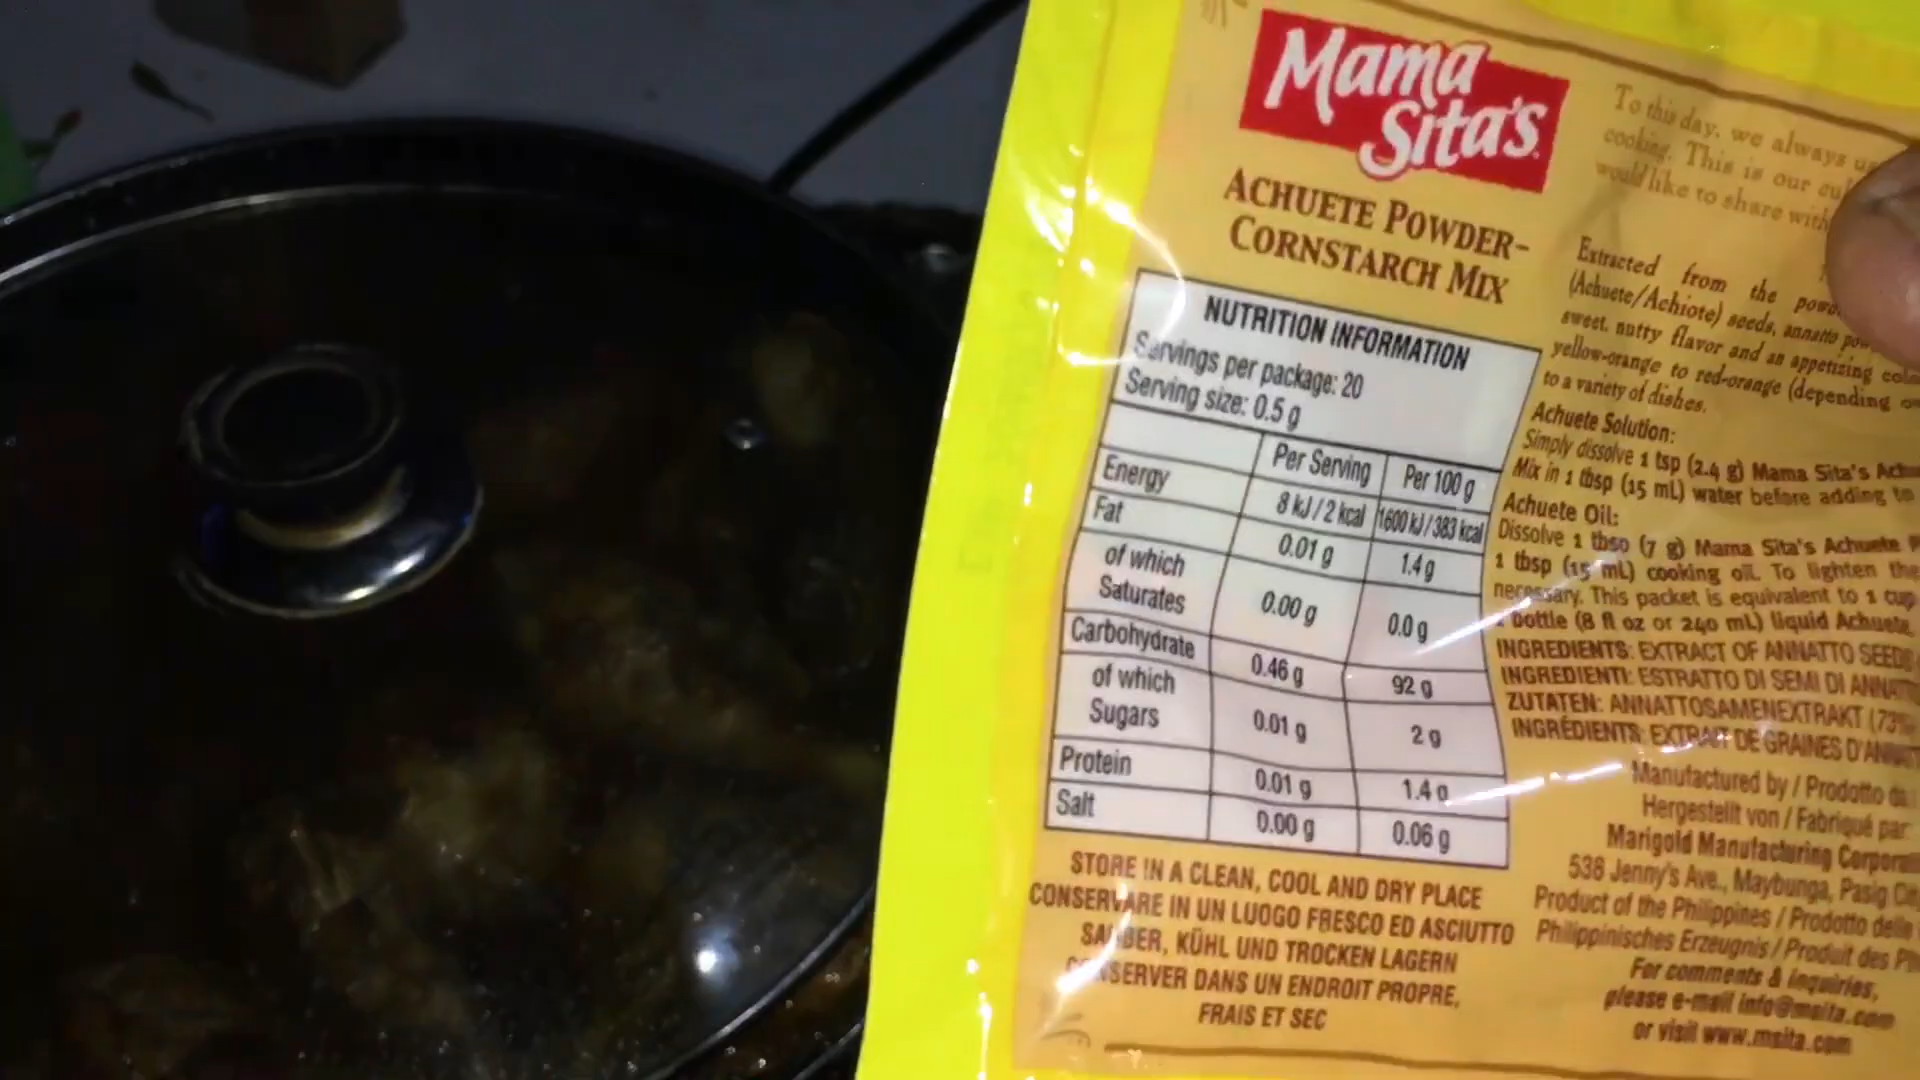 Mama
Sita's
ACHUETE POWDER-
CORNSTARCH MIX
NUTRITION INFORMATION
Servings per package: 20
Serving size: 0.5 g
Per Serving Per 100 g
Energy 8 kJ / 2 kcal 1600 kJ / 383 kcal
Fat 0.01 g 1.4 g
of which
Saturates 0.00 g 0.0 g
Carbohydrate 0.46 g 92 g
of which
Sugars 0.01 g 2 g
Protein 0.01 g 1.4 g
Salt 0.00 g 0.06 g
STORE IN A CLEAN, COOL AND DRY PLACE
CONSERVARE IN UN LUOGO FRESCO ED ASCIUTTO
SAUBER, KÜHL UND TROCKEN LAGERN
CONSERVER DANS UN ENDROIT PROPRE,
FRAIS ET SEC
To this day, we always
cooking. This is our
would like to share with
Extracted from the
(Achuete/Achiote) seeds, annatto
sweet, nutty flavor and an appetizing
yellow-orange to red-orange (depending
to a variety of dishes.
Achuete Solution:
Simply dissolve 1 tsp (2.4 g) Mama Sita's
Mix in 1 tbsp (15 mL) water before adding to
Achuete Oil:
Dissolve 1 tbsp (7 g) Mama Sita's Achuete
1 tbsp (15 mL) cooking oil. To lighten the
necessary. This packet is equivalent to 1 cup
bottle (8 fl oz or 240 mL) liquid Achuete
INGREDIENTS: EXTRACT OF ANNATTO SEEDS
INGREDIENTI: ESTRATTO DI SEMI DI
ZUTATEN: ANNATTOSAMENEXTRAKT (73%
INGRÉDIENTS: EXTRAIT DE GRAINES
Manufactured by / Prodotto da
Hergestellt von / Fabriqué par
Marigold Manufacturing
538 Jenny's Ave., Maybunga, Pasig
Product of the Philippines / Prodotto delle
Philippinisches Erzeugnis / Produit des
For comments & inquiries,
please e-mail info@msita.com
or visit www.msita.com